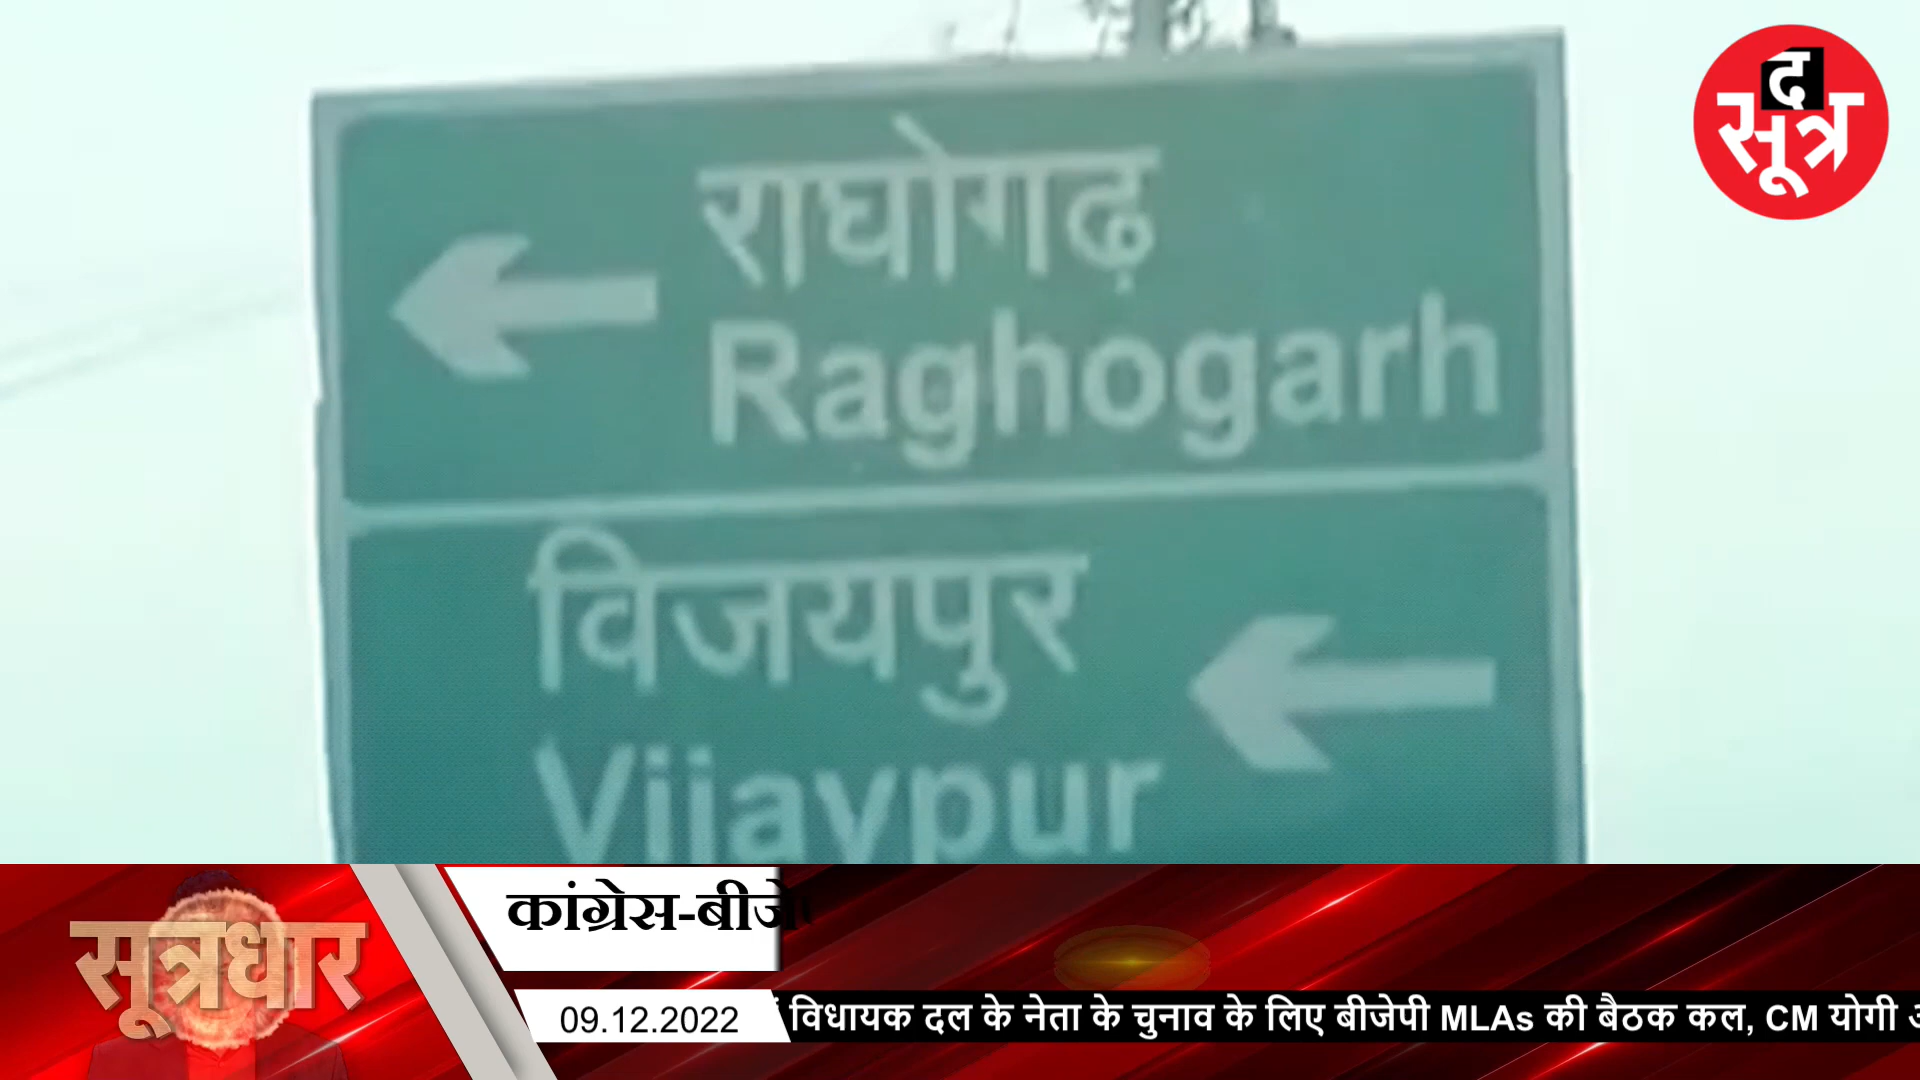 द
सूत्र
राघोगढ़
Raghogarh
विजयपुर
Vijaypur
कांग्रेस-बीजे
सूत्रधार
09.12.2022
विधायक दल के नेता के चुनाव के लिए बीजेपी MLAs की बैठक कल, CM योगी